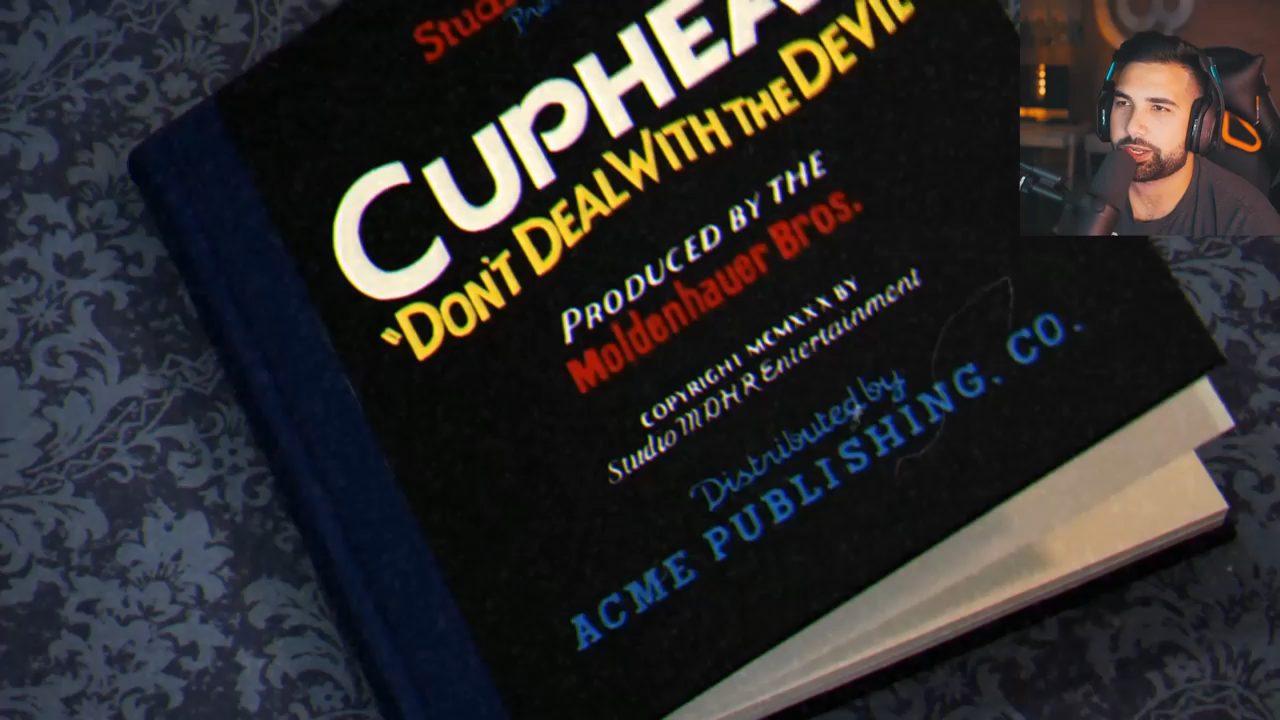 CUPHEA
"DON'T DEAL WITH THE DEVIL
PRODUCED BY THE
Moldenhauer Bros.
COPYRIGHT MCMXXX BY
Studio MDHR Entertainment
Distributed by
ACME PUBLISHING. CO.